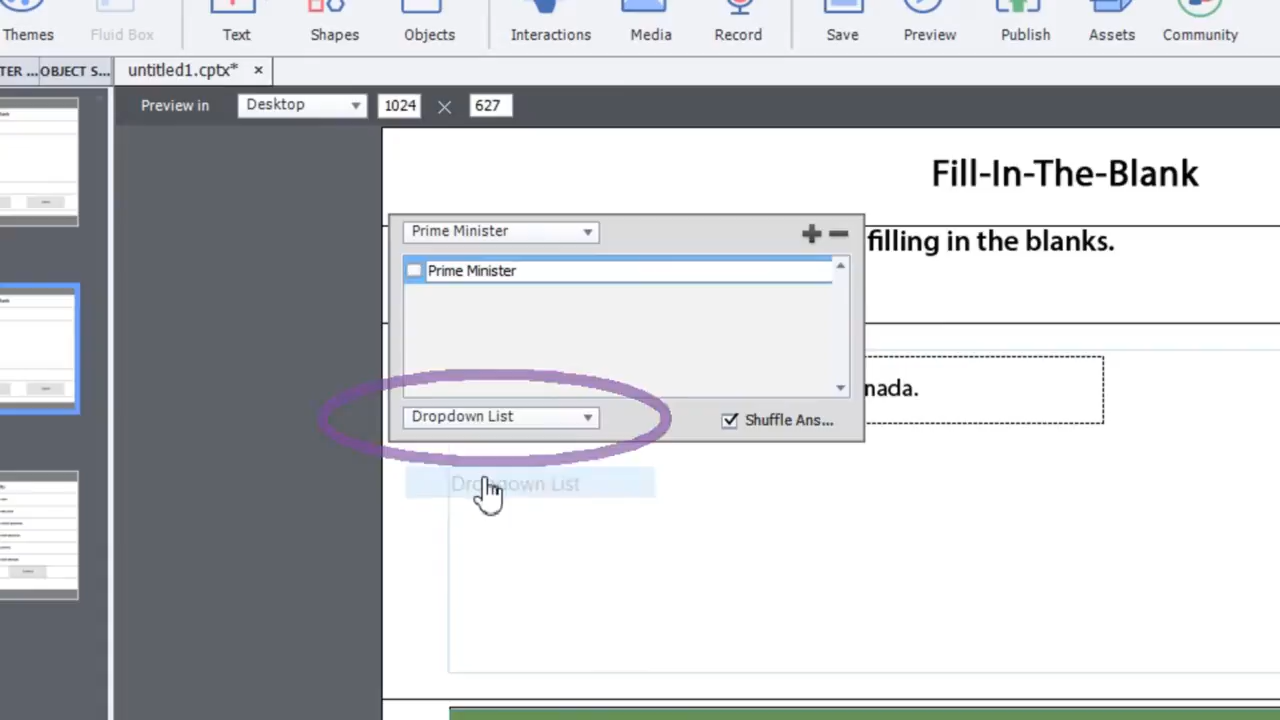 Themes
Fluid Box
Text
Shapes
Objects
Interactions
Media
Record
Save
Preview
Publish
Assets
Community
TER ...
OBJECT S...
untitled1.cptx*
Preview in
Desktop
1024
627
Fill-In-The-Blank
Prime Minister
filling in the blanks.
Prime Minister
nada.
Dropdown List
Shuffle Ans...
Dropdown List